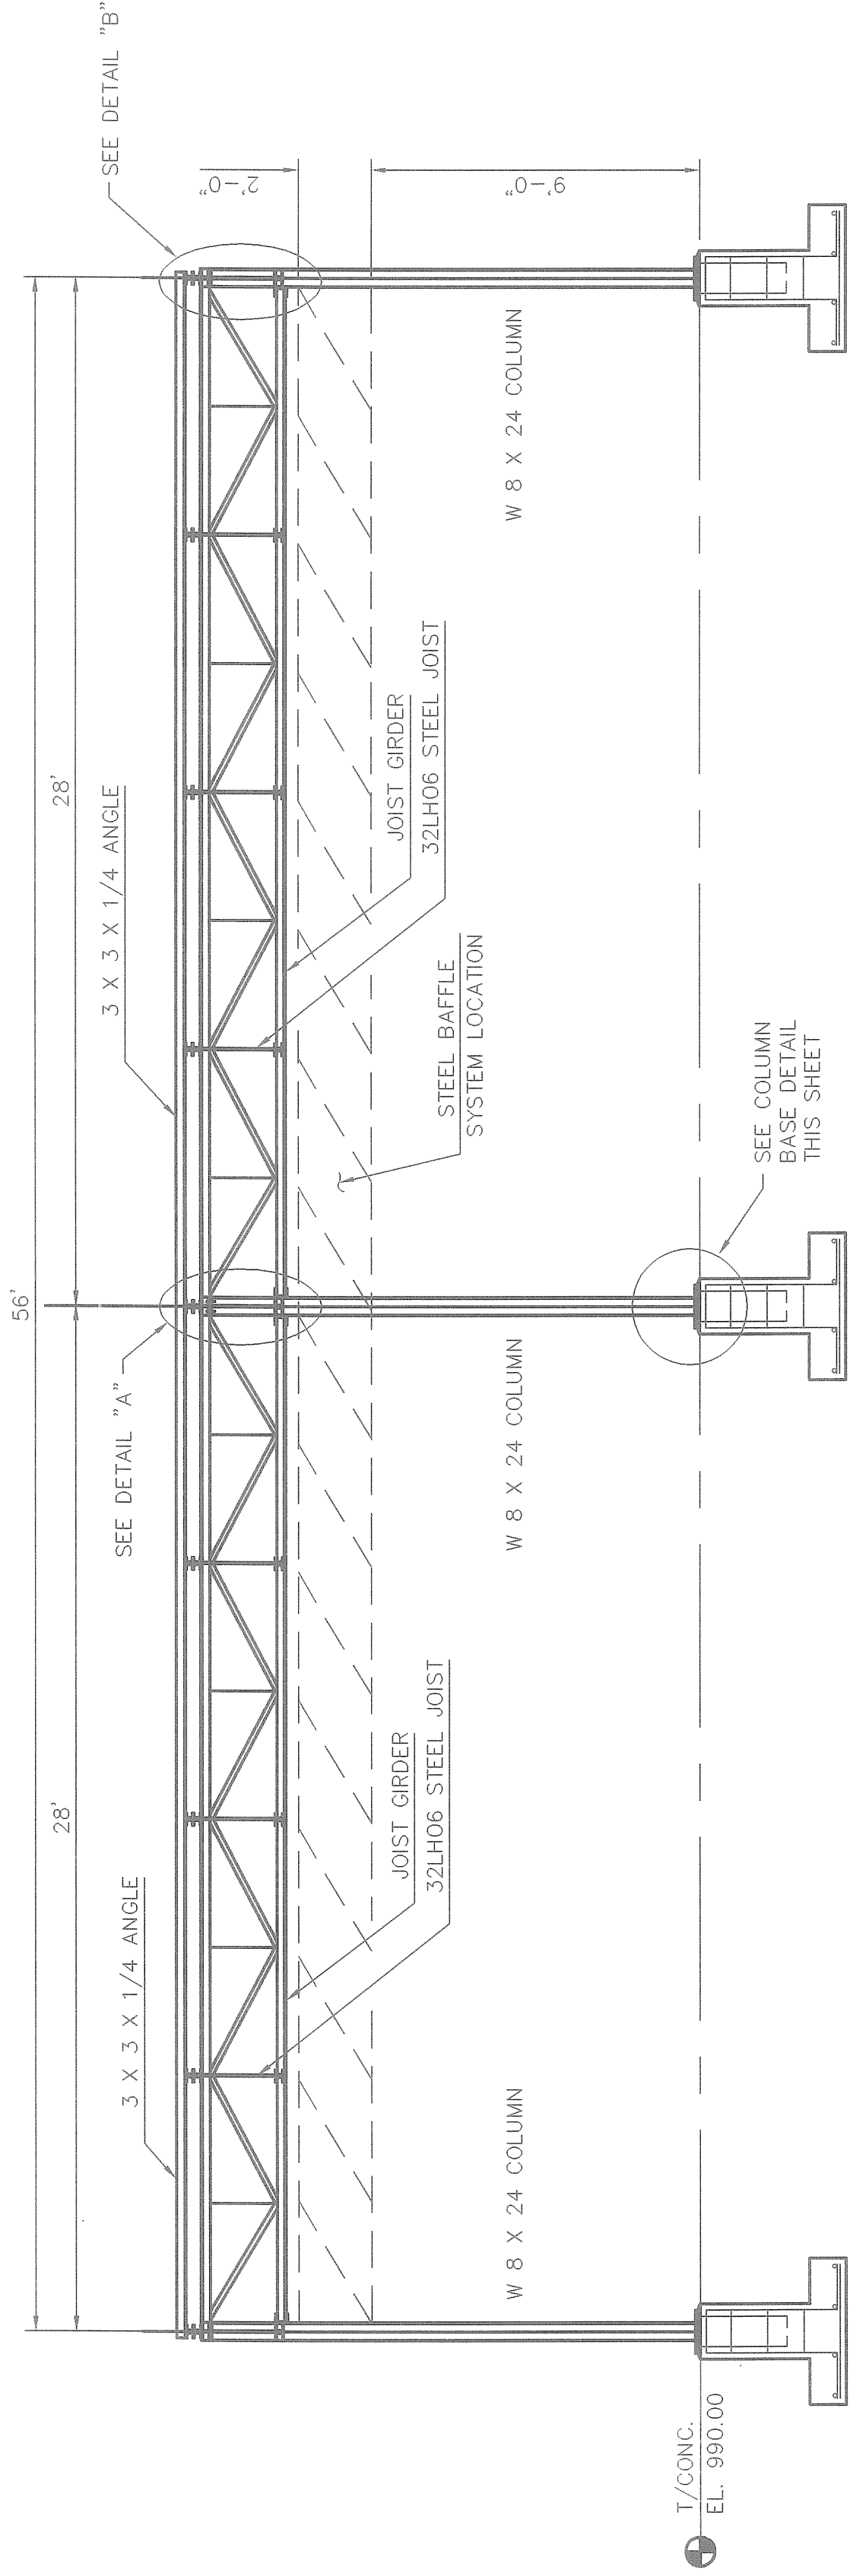 56'
28'
28'
3 X 3 X 1/4 ANGLE
3 X 3 X 1/4 ANGLE
SEE DETAIL "A"
SEE DETAIL "B"
2'-0"
9'-0"
JOIST GIRDER
32LH06 STEEL JOIST
JOIST GIRDER
32LH06 STEEL JOIST
STEEL BAFFLE
SYSTEM LOCATION
W 8 X 24 COLUMN
W 8 X 24 COLUMN
W 8 X 24 COLUMN
T/CONC.
EL. 990.00
SEE COLUMN
BASE DETAIL
THIS SHEET